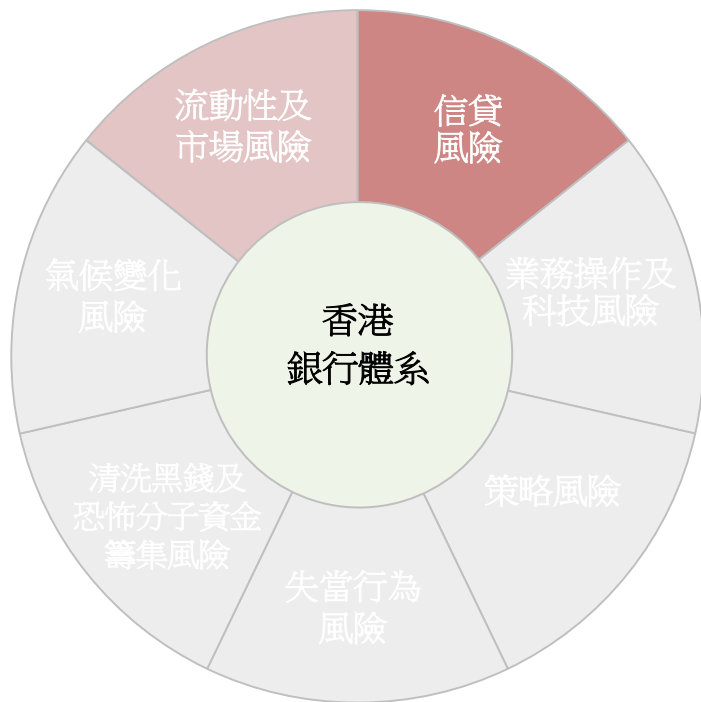 流動性及
市場風險
信貸
風險
氣候變化
風險
香港
銀行體系
業務操作及
科技風險
清洗黑錢及
恐怖分子資金
籌集風險
策略風險
失當行為
風險